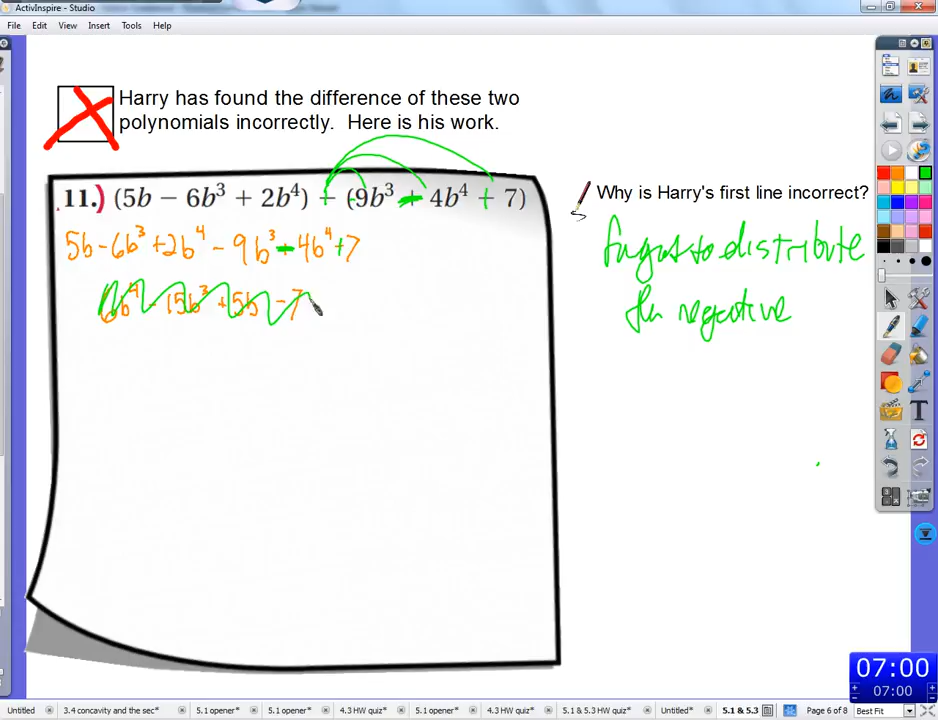 ActivInspire - Studio
File Edit View Insert Tools Help
Harry has found the difference of these two
polynomials incorrectly. Here is his work.
11.) (5b − 6b³ + 2b⁴) − (9b³ + 4b⁴ + 7)
5b − 6b³ + 2b⁴ − 9b³ − 4b⁴ + 7
6b⁴ − 15b³ + 5b − 7
Why is Harry's first line incorrect?
Forgot to distribute
the negative
07:00
07:00
Untitled 3.4 concavity and the sec* 5.1 opener* 5.1 opener* 4.3 HW quiz* 5.1 opener* 4.3 HW quiz* 5.1 & 5.3 HW quiz* Untitled* 5.1 & 5.3 Page 6 of 8 Best Fit